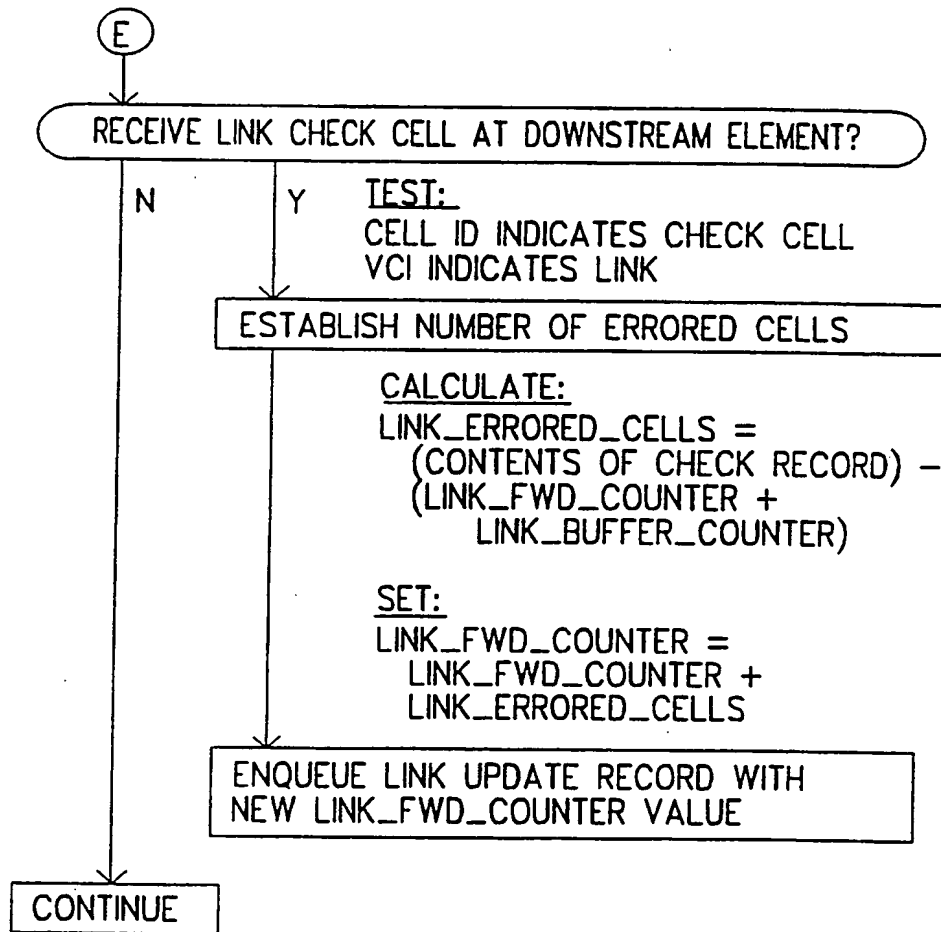 E
RECEIVE LINK CHECK CELL AT DOWNSTREAM ELEMENT?
N
Y
TEST:
CELL ID INDICATES CHECK CELL
VCI INDICATES LINK
ESTABLISH NUMBER OF ERRORED CELLS
CALCULATE:
LINK_ERRORED_CELLS =
(CONTENTS OF CHECK RECORD) –
(LINK_FWD_COUNTER +
LINK_BUFFER_COUNTER)
SET:
LINK_FWD_COUNTER =
LINK_FWD_COUNTER +
LINK_ERRORED_CELLS
ENQUEUE LINK UPDATE RECORD WITH
NEW LINK_FWD_COUNTER VALUE
CONTINUE